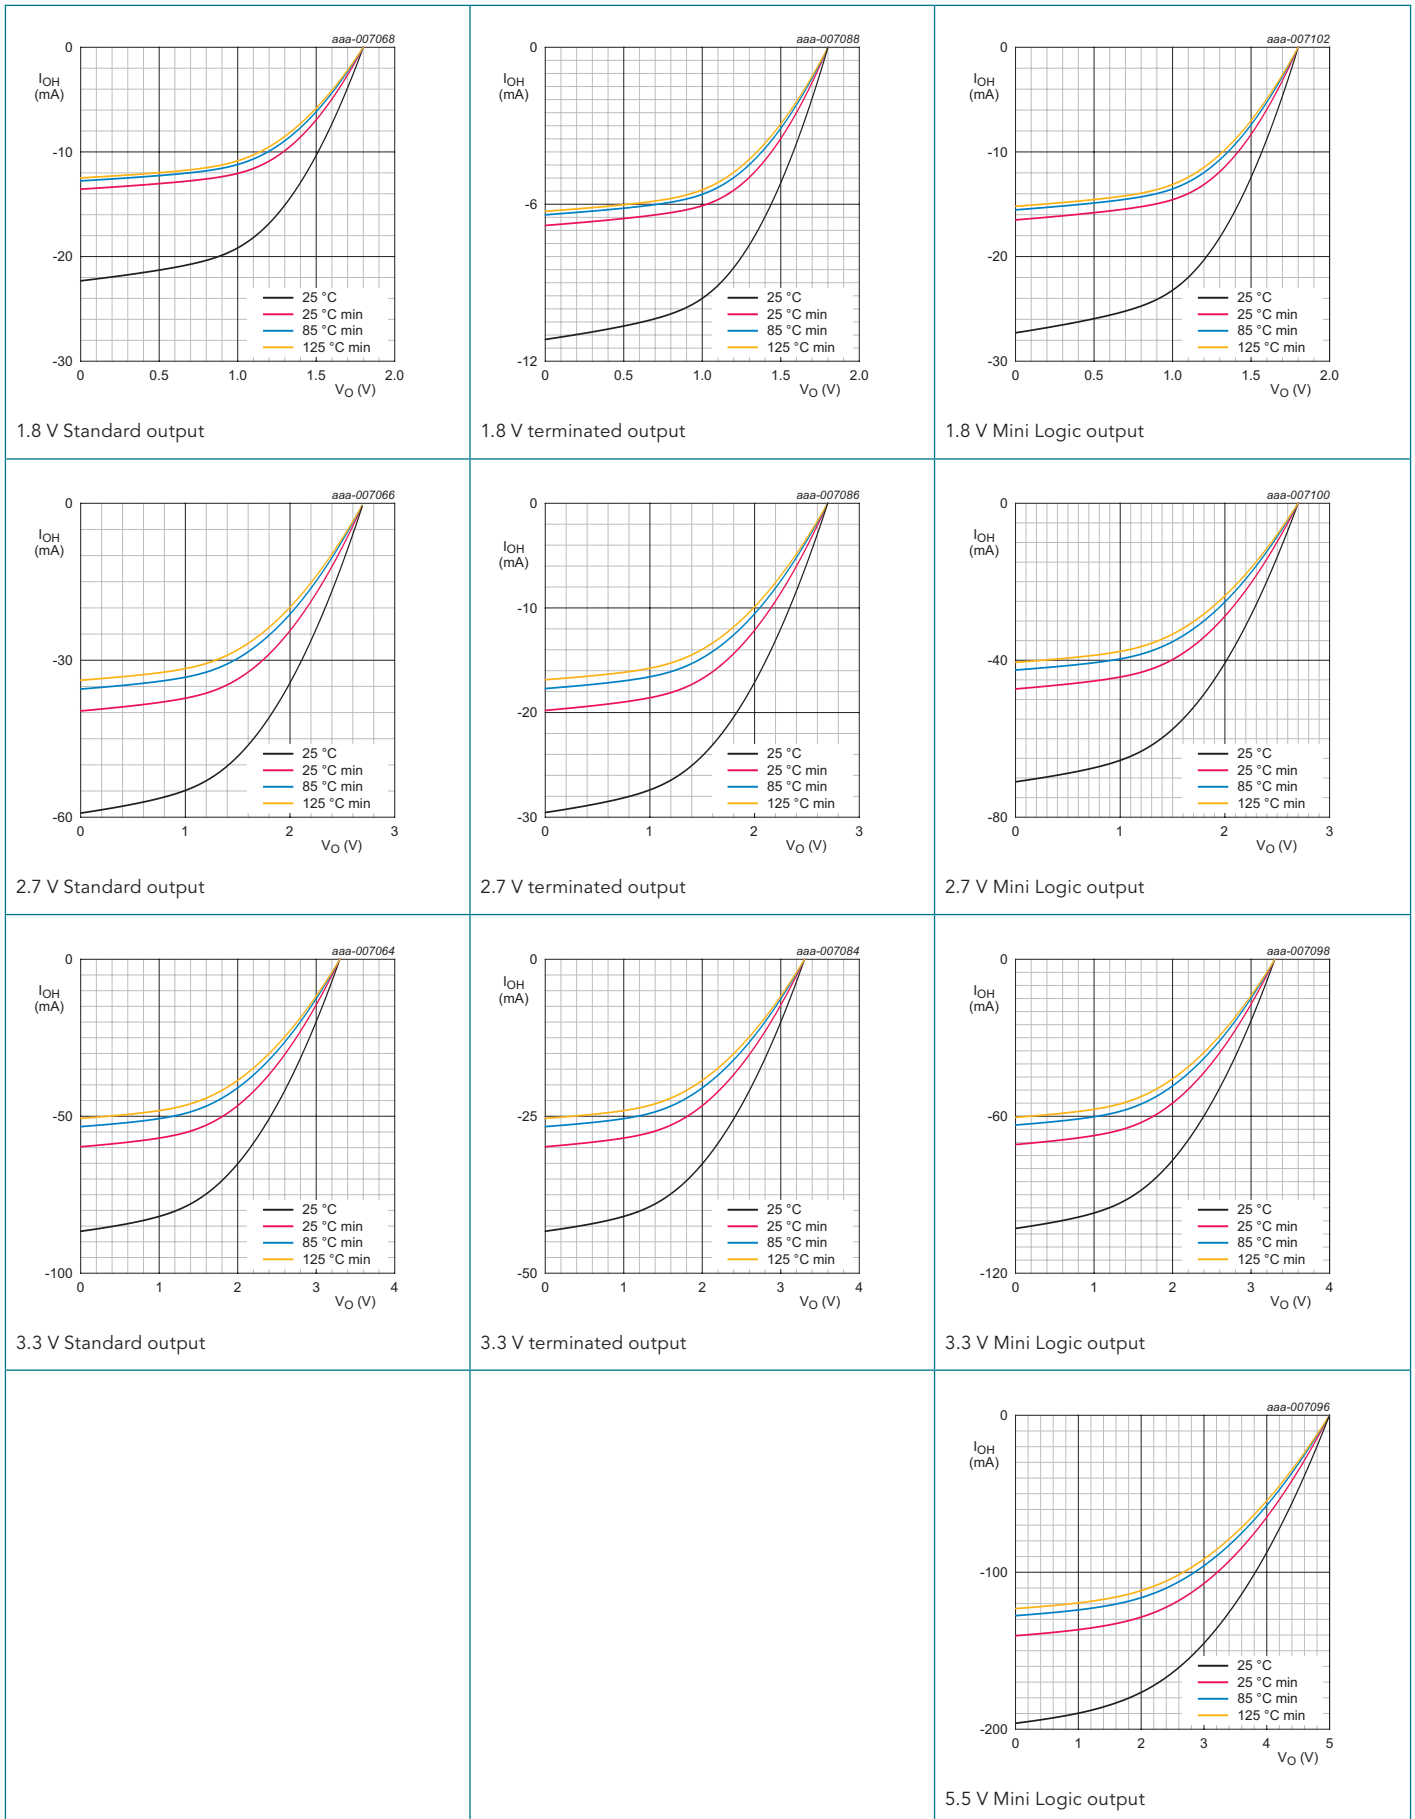 aaa-007068
0
IOH
(mA)
-10
-20
-30
25 °C
25 °C min
85 °C min
125 °C min
0 0.5 1.0 1.5 2.0
VO (V)
1.8 V Standard output
aaa-007088
0
IOH
(mA)
-6
-12
25 °C
25 °C min
85 °C min
125 °C min
0 0.5 1.0 1.5 2.0
VO (V)
1.8 V terminated output
aaa-007102
0
IOH
(mA)
-10
-20
-30
25 °C
25 °C min
85 °C min
125 °C min
0 0.5 1.0 1.5 2.0
VO (V)
1.8 V Mini Logic output
aaa-007066
0
IOH
(mA)
-30
-60
25 °C
25 °C min
85 °C min
125 °C min
0 1 2 3
VO (V)
2.7 V Standard output
aaa-007086
0
IOH
(mA)
-10
-20
-30
25 °C
25 °C min
85 °C min
125 °C min
0 1 2 3
VO (V)
2.7 V terminated output
aaa-007100
0
IOH
(mA)
-40
-80
25 °C
25 °C min
85 °C min
125 °C min
0 1 2 3
VO (V)
2.7 V Mini Logic output
aaa-007064
0
IOH
(mA)
-50
-100
25 °C
25 °C min
85 °C min
125 °C min
0 1 2 3 4
VO (V)
3.3 V Standard output
aaa-007084
0
IOH
(mA)
-25
-50
25 °C
25 °C min
85 °C min
125 °C min
0 1 2 3 4
VO (V)
3.3 V terminated output
aaa-007098
0
IOH
(mA)
-60
-120
25 °C
25 °C min
85 °C min
125 °C min
0 1 2 3 4
VO (V)
3.3 V Mini Logic output
aaa-007096
0
IOH
(mA)
-100
-200
25 °C
25 °C min
85 °C min
125 °C min
0 1 2 3 4 5
VO (V)
5.5 V Mini Logic output